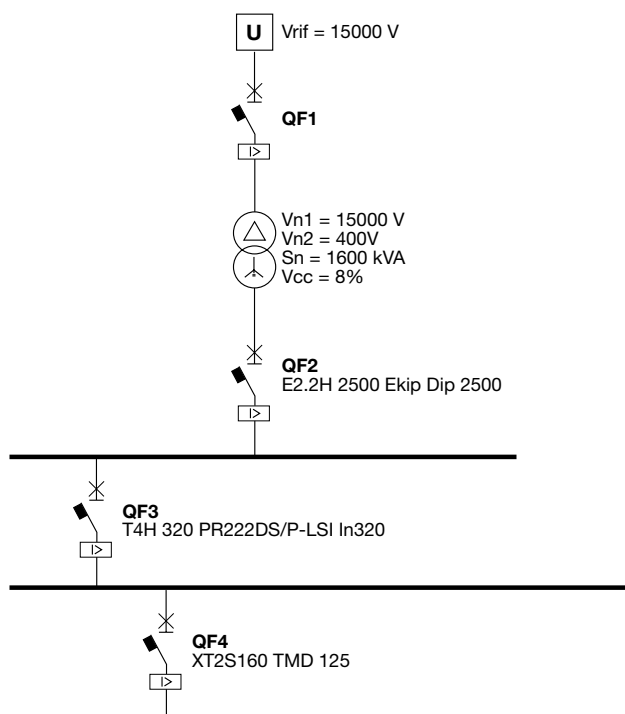 U
Vrif = 15000 V
QF1
I>
Vn1 = 15000 V
Vn2 = 400V
Sn = 1600 kVA
Vcc = 8%
QF2
E2.2H 2500 Ekip Dip 2500
I>
QF3
T4H 320 PR222DS/P-LSI In320
I>
QF4
XT2S160 TMD 125
I>